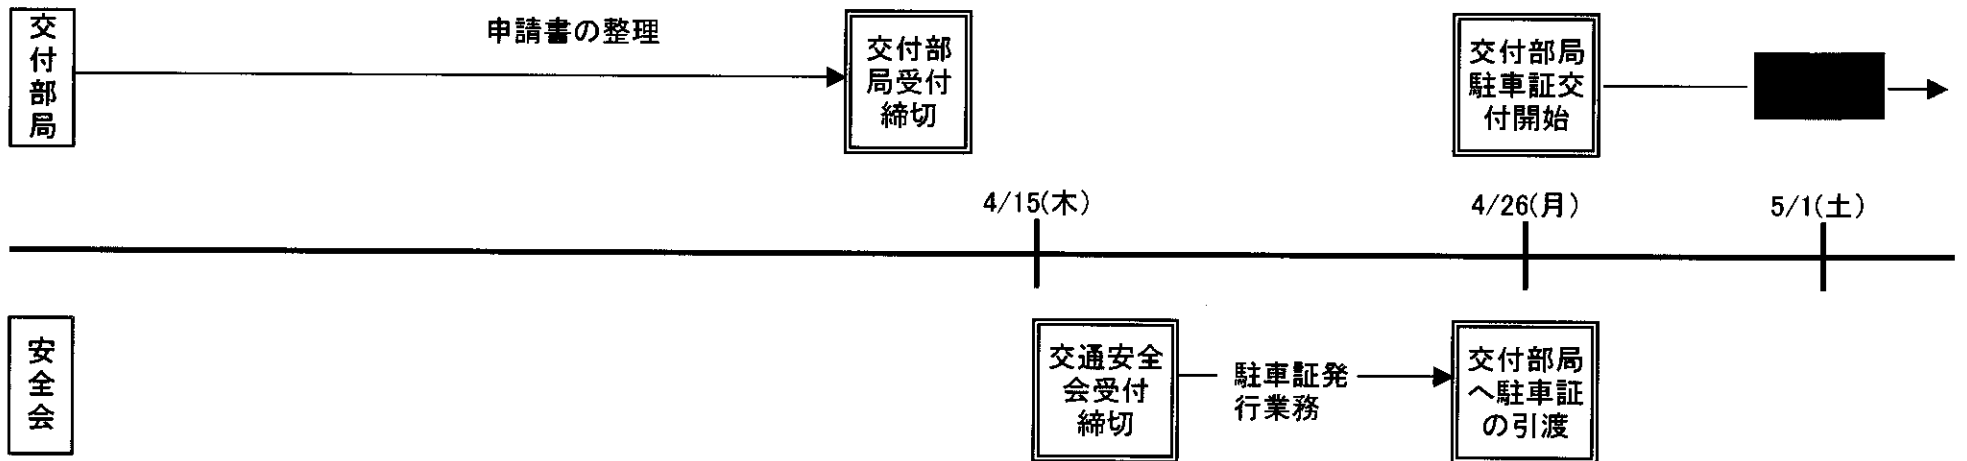 交付部局
申請書の整理
交付部
局受付
締切
交付部局
駐車証交
付開始
4/15(木)
4/26(月)
5/1(土)
安全会
交通安全
会受付
締切
駐車証発
行業務
交付部局
へ駐車証
の引渡